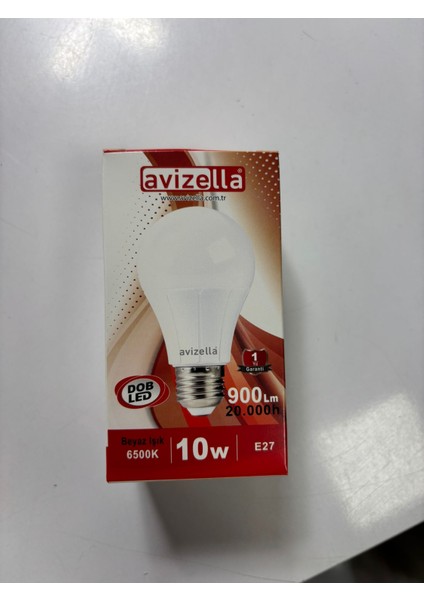 avizella
www.avizella.com.tr
avizella
1
Yıl
Garanti
DOB
LED
900Lm
20.000h
Beyaz Işık
6500K
10w
E27